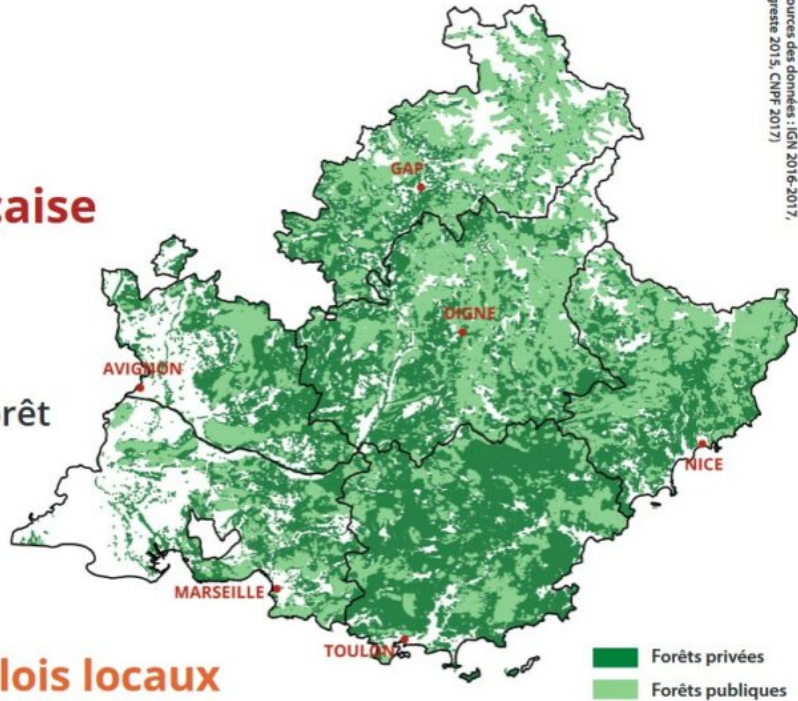 ources des données : IGN 2016-2017,
greste 2015, CNPF 2017)
GAP
aise
DIGNE
AVIGNON
rêt
NICE
MARSEILLE
TOULON
lois locaux
Forêts privées
Forêts publiques